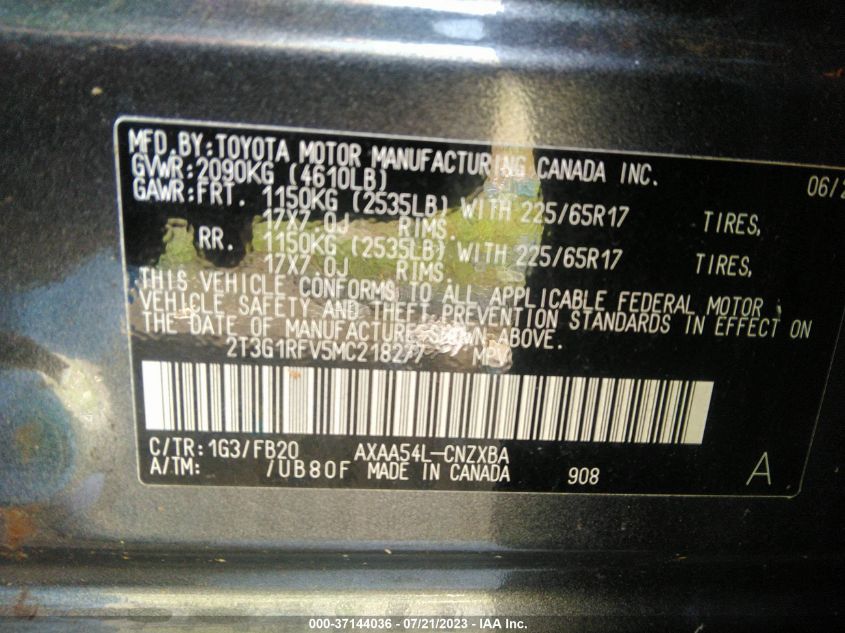 MFD.BY:TOYOTA MOTOR MANUFACTURING CANADA INC. 06/2
GVWR:2090KG (4610LB)
GAWR:FRT. 1150KG (2535LB) WITH 225/65R17 TIRES,
17X7.0J RIMS.
RR. 1150KG (2535LB) WITH 225/65R17 TIRES,
17X7.0J RIMS
THIS VEHICLE CONFORMS TO ALL APPLICABLE FEDERAL MOTOR
VEHICLE SAFETY AND THEFT PREVENTION STANDARDS IN EFFECT ON
THE DATE OF MANUFACTURE ABOVE.
2T3G1RFV5MC218277
C/TR:1G3/FB20 AXAA54L-CNZXBA
A/TM: /UB80F MADE IN CANADA 908 A
000-37144036 - 07/21/2023 - IAA, Inc.